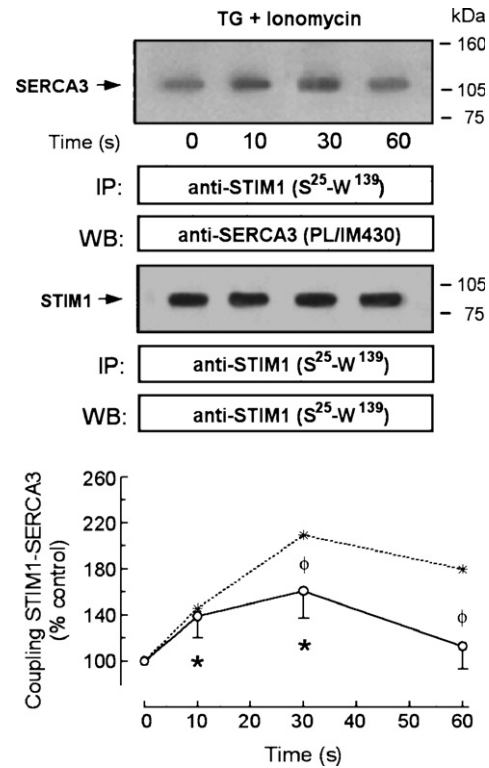 TG + Ionomycin
kDa
160
SERCA3
105
75
Time (s) 0 10 30 60
IP: anti-STIM1 (S25-W139)
WB: anti-SERCA3 (PL/IM430)
105
STIM1
75
IP: anti-STIM1 (S25-W139)
WB: anti-STIM1 (S25-W139)
Coupling STIM1-SERCA3
(% control)
260
220
180
140
100
ϕ
ϕ
*
*
0 10 20 30 40 50 60
Time (s)